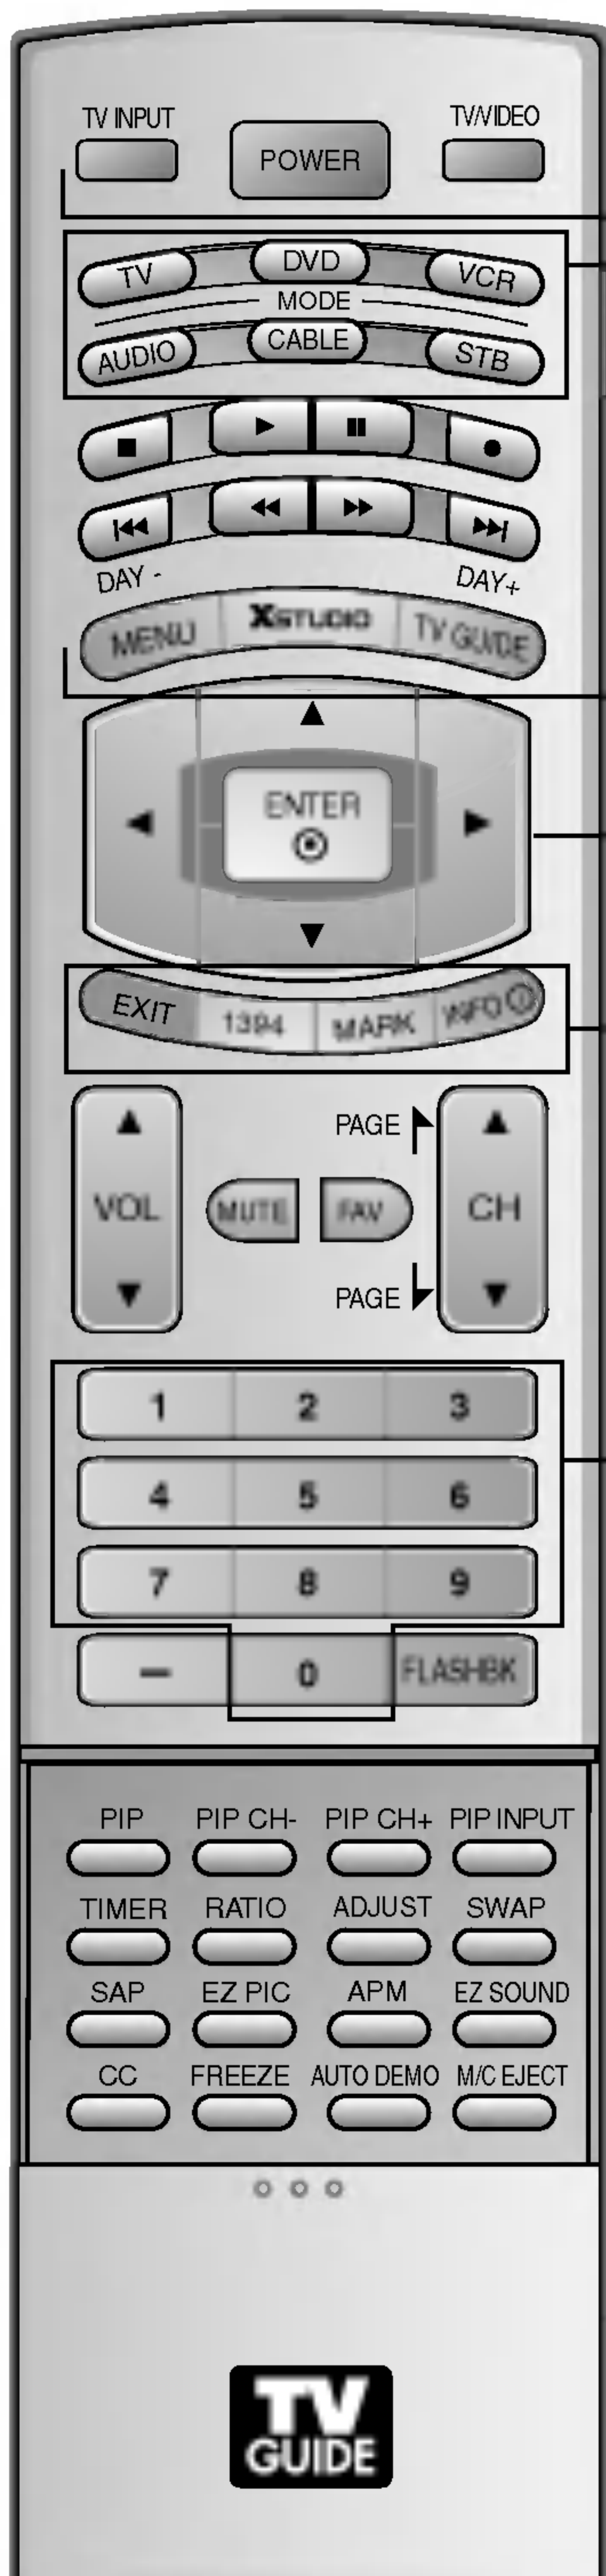 TV INPUT POWER TV/VIDEO
TV DVD VCR
MODE
AUDIO CABLE STB
DAY - DAY+
MENU XSTUDIO TV GUIDE
ENTER
EXIT 1394 MARK INFO
PAGE
VOL MUTE FAV CH
PAGE
1 2 3
4 5 6
7 8 9
- 0 FLASHBK
PIP PIP CH- PIP CH+ PIP INPUT
TIMER RATIO ADJUST SWAP
SAP EZ PIC APM EZ SOUND
CC FREEZE AUTO DEMO M/C EJECT
TV
GUIDE